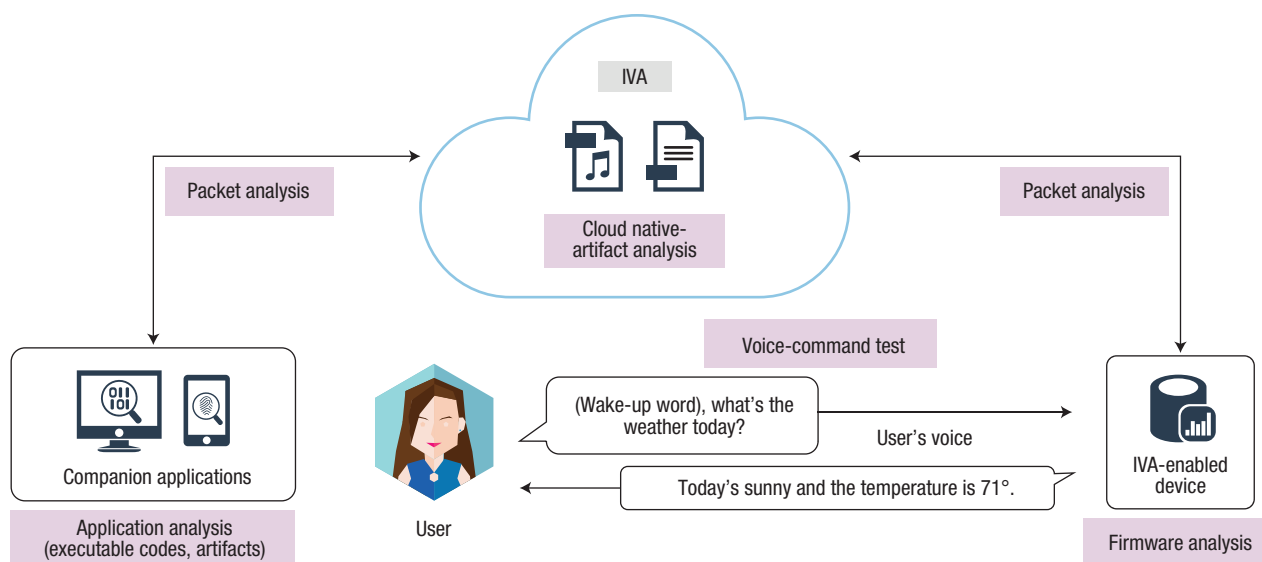 IVA
Packet analysis
Packet analysis
Cloud native-
artifact analysis
Voice-command test
011
101
(Wake-up word), what's the
weather today?
User's voice
Companion applications
IVA-enabled
device
Today's sunny and the temperature is 71°.
User
Application analysis
(executable codes, artifacts)
Firmware analysis